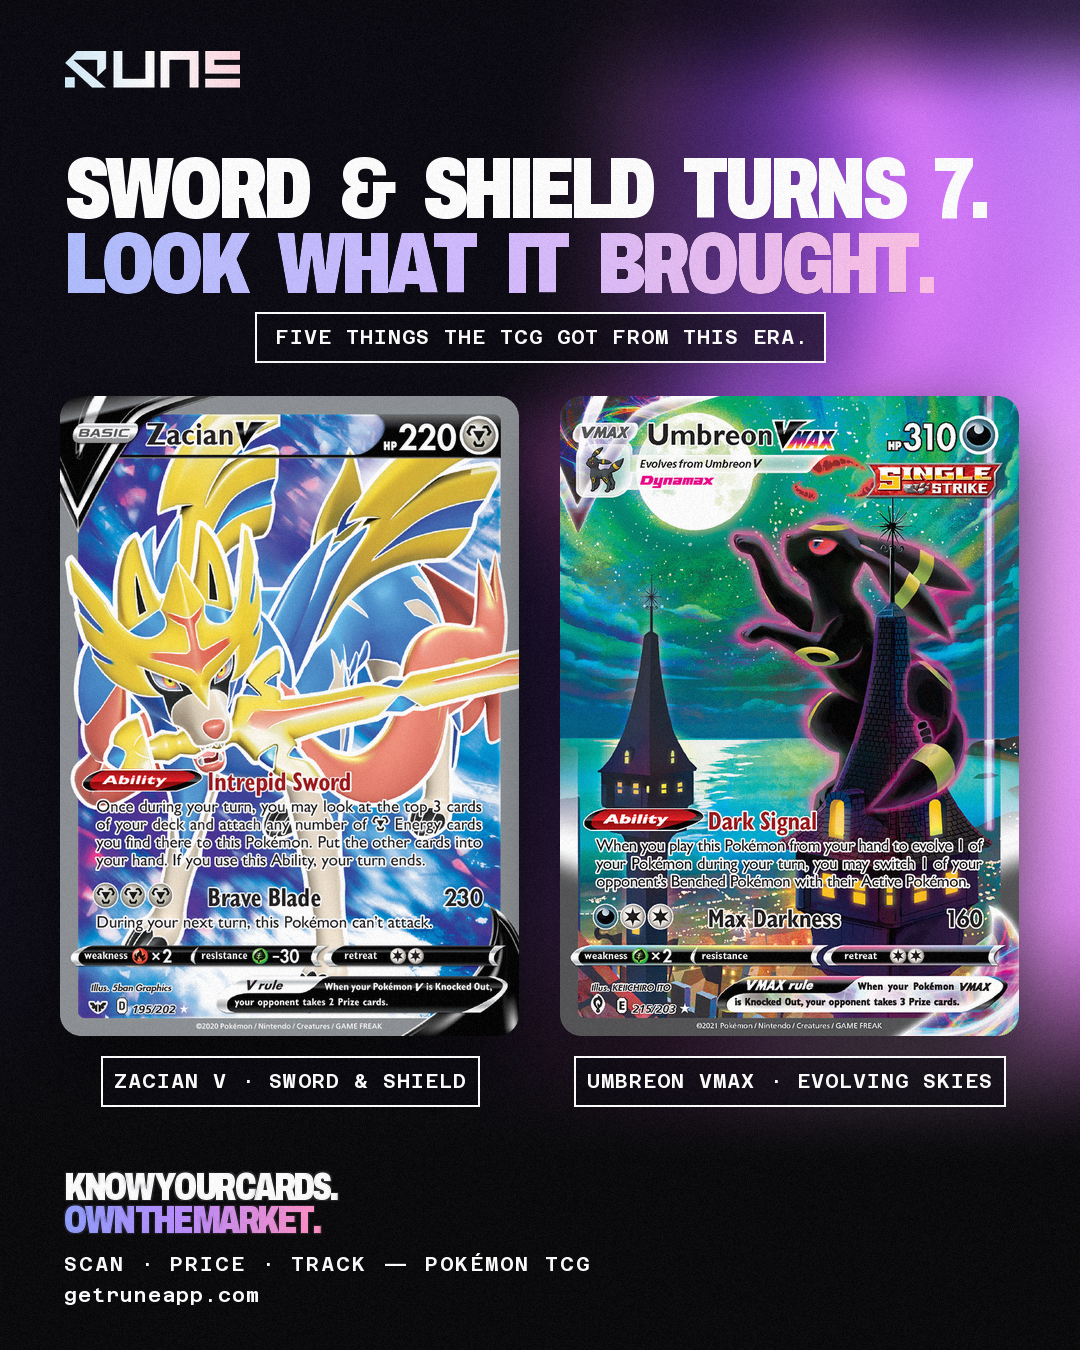 RUNE
SWORD & SHIELD TURNS 7.
LOOK WHAT IT BROUGHT.
FIVE THINGS THE TCG GOT FROM THIS ERA.
BASIC Zacian V HP 220
Ability Intrepid Sword
Once during your turn, you may look at the top 3 cards
of your deck and attach any number of Energy cards
you find there to this Pokémon. Put the other cards into
your hand. If you use this Ability, your turn ends.
Brave Blade 230
During your next turn, this Pokémon can't attack.
weakness ×2 resistance -30 retreat
Illus. 5ban Graphics
V rule When your Pokémon V is Knocked Out,
your opponent takes 2 Prize cards.
D 195/202
©2020 Pokémon / Nintendo / Creatures / GAME FREAK
VMAX Umbreon VMAX HP 310
Evolves from Umbreon V
Dynamax
SINGLE
STRIKE
Ability Dark Signal
When you play this Pokémon from your hand to evolve 1 of
your Pokémon during your turn, you may switch 1 of your
opponent's Benched Pokémon with their Active Pokémon.
Max Darkness 160
weakness ×2 resistance retreat
Illus. KEIICHIRO ITO
VMAX rule When your Pokémon VMAX
is Knocked Out, your opponent takes 3 Prize cards.
E 215/203
©2021 Pokémon / Nintendo / Creatures / GAME FREAK
ZACIAN V · SWORD & SHIELD
UMBREON VMAX · EVOLVING SKIES
KNOW YOUR CARDS.
OWN THE MARKET.
SCAN · PRICE · TRACK — POKÉMON TCG
getruneapp.com